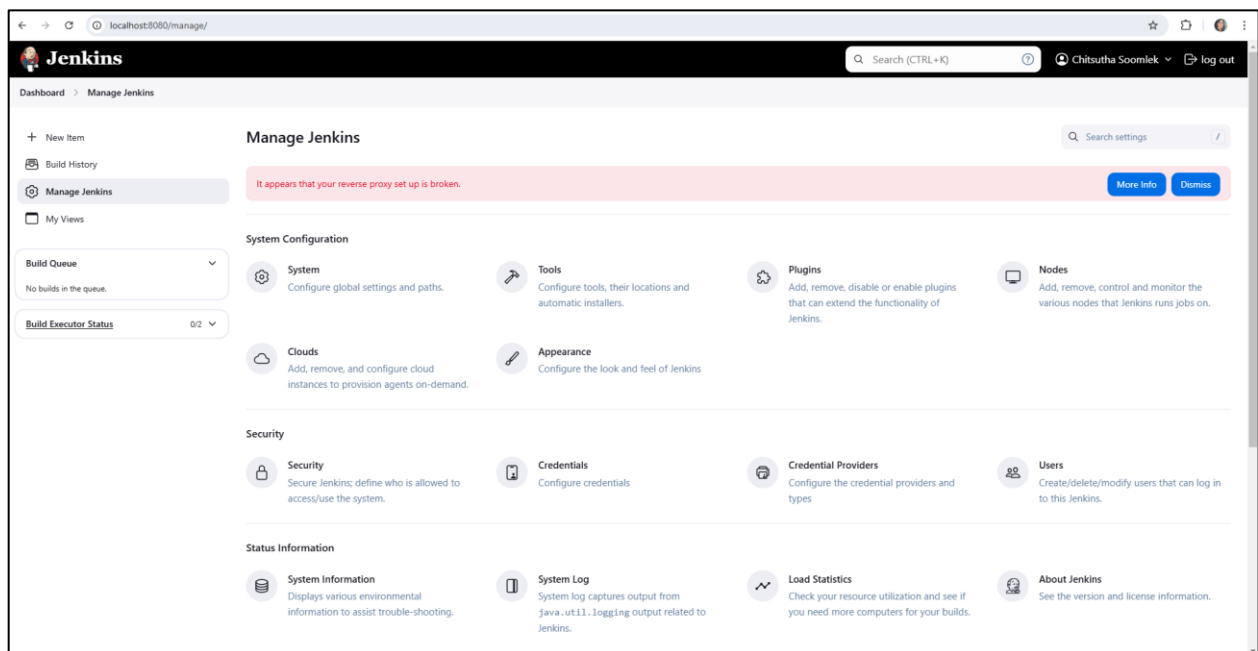 localhost:8080/manage/
Jenkins
Search (CTRL+K)
Chitsutha Soomlek
log out
Dashboard > Manage Jenkins
New Item
Build History
Manage Jenkins
My Views
Build Queue
No builds in the queue.
Build Executor Status
0/2
Manage Jenkins
Search settings
/
It appears that your reverse proxy set up is broken.
More Info
Dismiss
System Configuration
System
Configure global settings and paths.
Tools
Configure tools, their locations and
automatic installers.
Plugins
Add, remove, disable or enable plugins
that can extend the functionality of
Jenkins.
Nodes
Add, remove, control and monitor the
various nodes that Jenkins runs jobs on.
Clouds
Add, remove, and configure cloud
instances to provision agents on-demand.
Appearance
Configure the look and feel of Jenkins
Security
Security
Secure Jenkins; define who is allowed to
access/use the system.
Credentials
Configure credentials
Credential Providers
Configure the credential providers and
types
Users
Create/delete/modify users that can log in
to this Jenkins.
Status Information
System Information
Displays various environmental
information to assist trouble-shooting.
System Log
System log captures output from
java.util.logging output related to
Jenkins.
Load Statistics
Check your resource utilization and see if
you need more computers for your builds.
About Jenkins
See the version and license information.